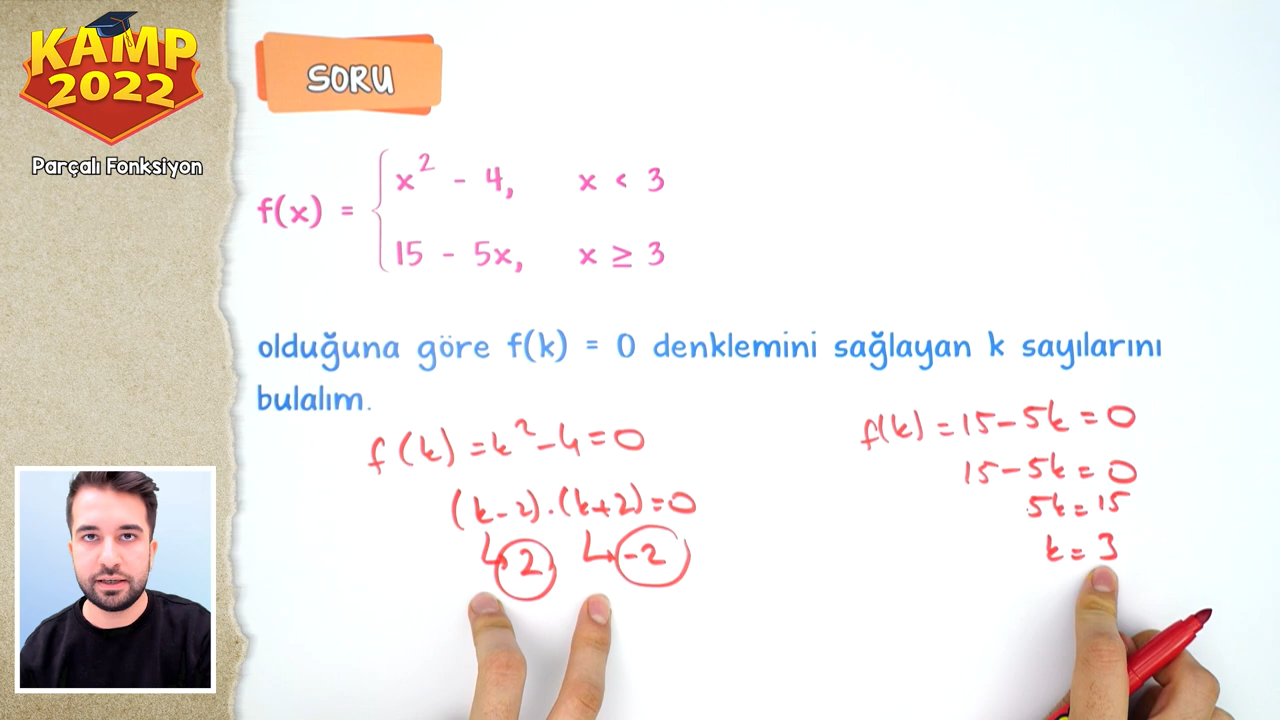 KAMP
2022
Parçalı Fonksiyon
SORU
f(x) = { x² - 4, x < 3
15 - 5x, x ≥ 3
olduğuna göre f(k) = 0 denklemini sağlayan k sayılarını
bulalım.
f(k) = k² - 4 = 0
(k-2).(k+2)=0
↳ 2 ↳ -2
f(k) = 15 - 5k = 0
15 - 5k = 0
5k = 15
k = 3